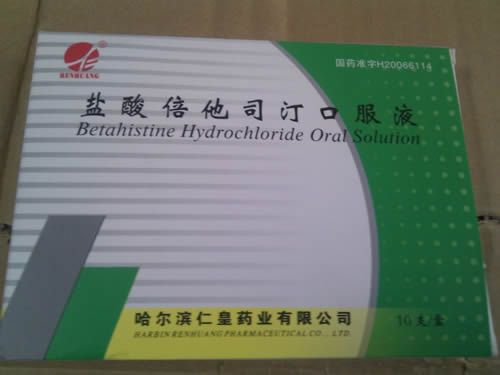 RENHUANG
国药准字H20066114
盐酸倍他司汀口服液
Betahistine Hydrochloride Oral Solution
哈尔滨仁皇药业有限公司
HARBIN RENHUANG PHARMACEUTICAL CO., LTD.
10支/盒